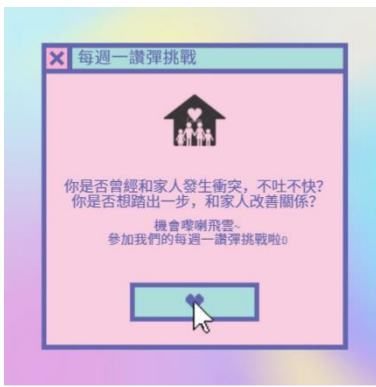 每週一讚彈挑戰
你是否曾經和家人發生衝突，不吐不快？
你是否想踏出一步，和家人改善關係？
機會嚟喇飛雲~
參加我們的每週一讚彈挑戰啦